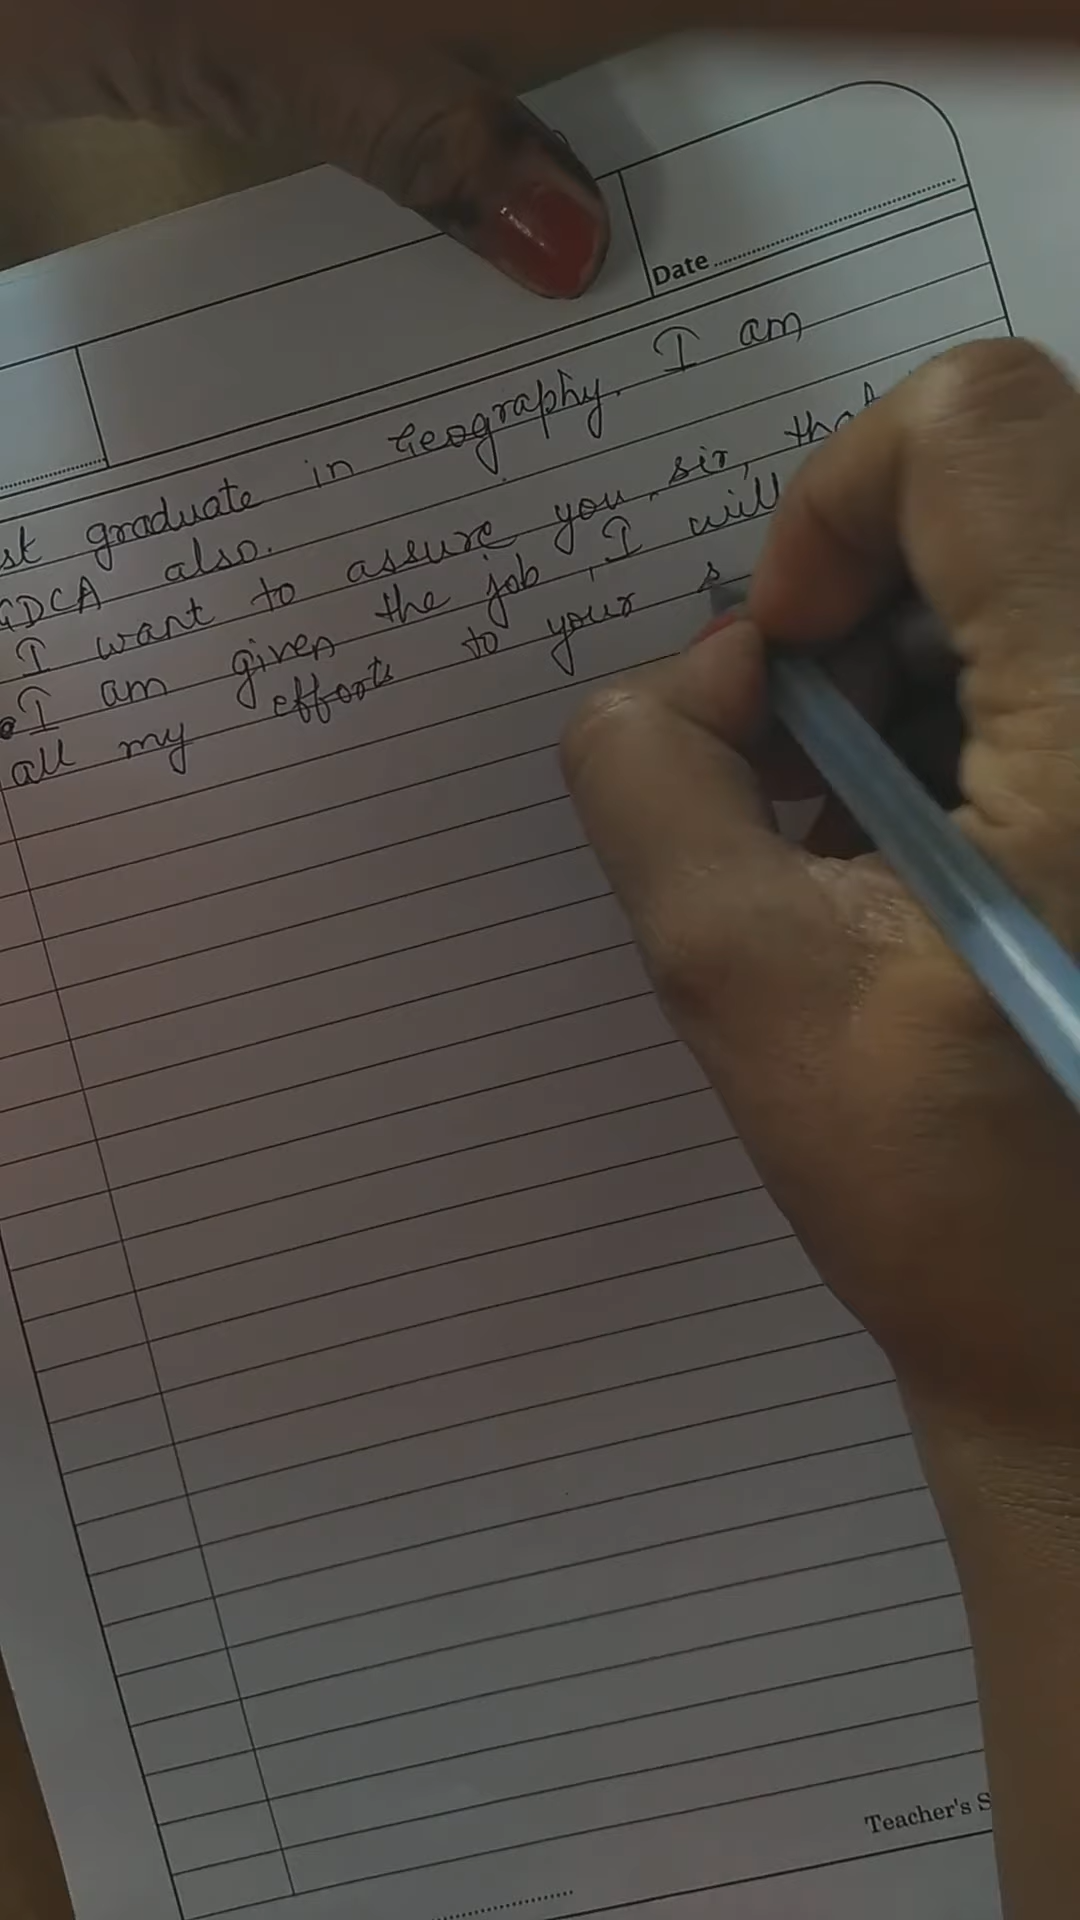 Date
graduate in Geography. I am
also.
I want to assure you sir, that
I am given the job, I will
all my efforts to your
Teacher's